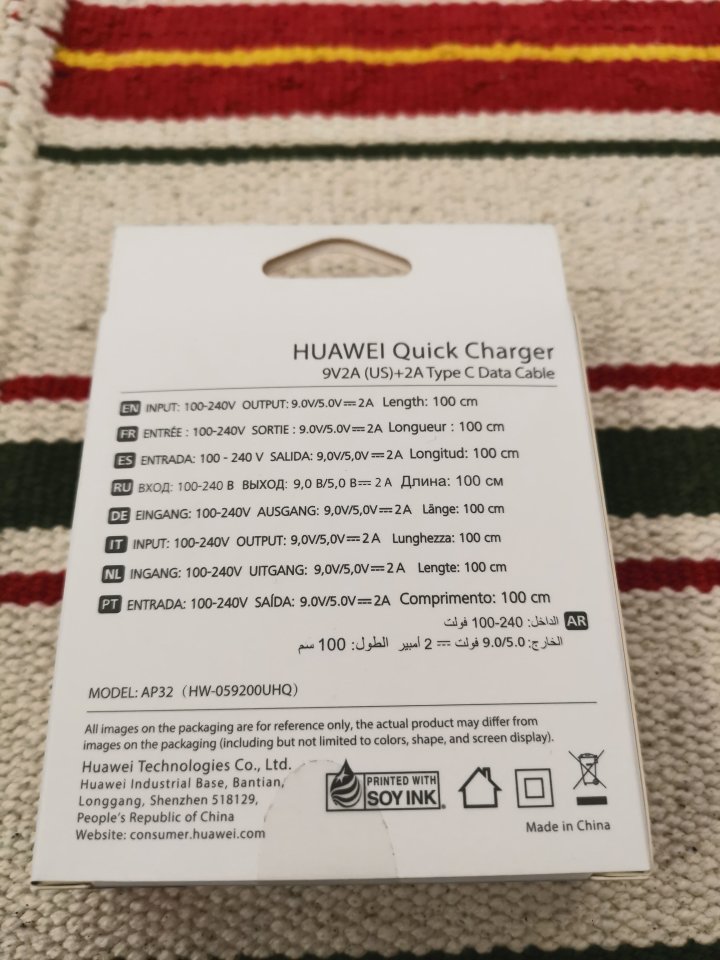 HUAWEI Quick Charger
9V2A (US)+2A Type C Data Cable
EN INPUT: 100-240V OUTPUT: 9.0V/5.0V⎓2A Length: 100 cm
FR ENTRÉE : 100-240V SORTIE : 9.0V/5.0V⎓2A Longueur : 100 cm
ES ENTRADA: 100 - 240 V SALIDA: 9,0V/5,0V⎓2A Longitud: 100 cm
RU ВХОД: 100-240 В ВЫХОД: 9,0 В/5,0 В⎓2 А Длина: 100 см
DE EINGANG: 100-240V AUSGANG: 9,0V/5,0V⎓2A Länge: 100 cm
IT INPUT: 100-240V OUTPUT: 9,0V/5,0V⎓2A Lunghezza: 100 cm
NL INGANG: 100-240V UITGANG: 9,0V/5,0V⎓2A Lengte: 100 cm
PT ENTRADA: 100-240V SAÍDA: 9.0V/5.0V⎓2A Comprimento: 100 cm
AR الداخل: 240-100 فولت
الخارج: 9.0/5.0 فولت ⎓ 2 أمبير الطول: 100 سم
MODEL: AP32（HW-059200UHQ）
All images on the packaging are for reference only, the actual product may differ from
images on the packaging (including but not limited to colors, shape, and screen display).
Huawei Technologies Co., Ltd.
Huawei Industrial Base, Bantian,
Longgang, Shenzhen 518129,
People's Republic of China
Website: consumer.huawei.com
PRINTED WITH
SOY INK
Made in China